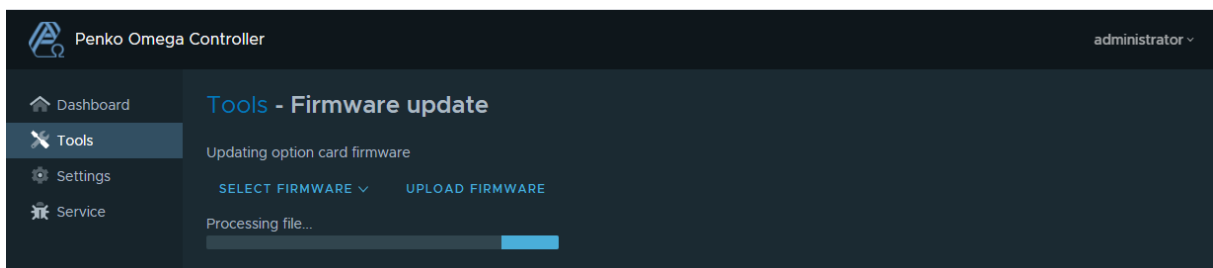 Penko Omega Controller
administrator
Dashboard
Tools
Settings
Service
Tools - Firmware update
Updating option card firmware
SELECT FIRMWARE UPLOAD FIRMWARE
Processing file...